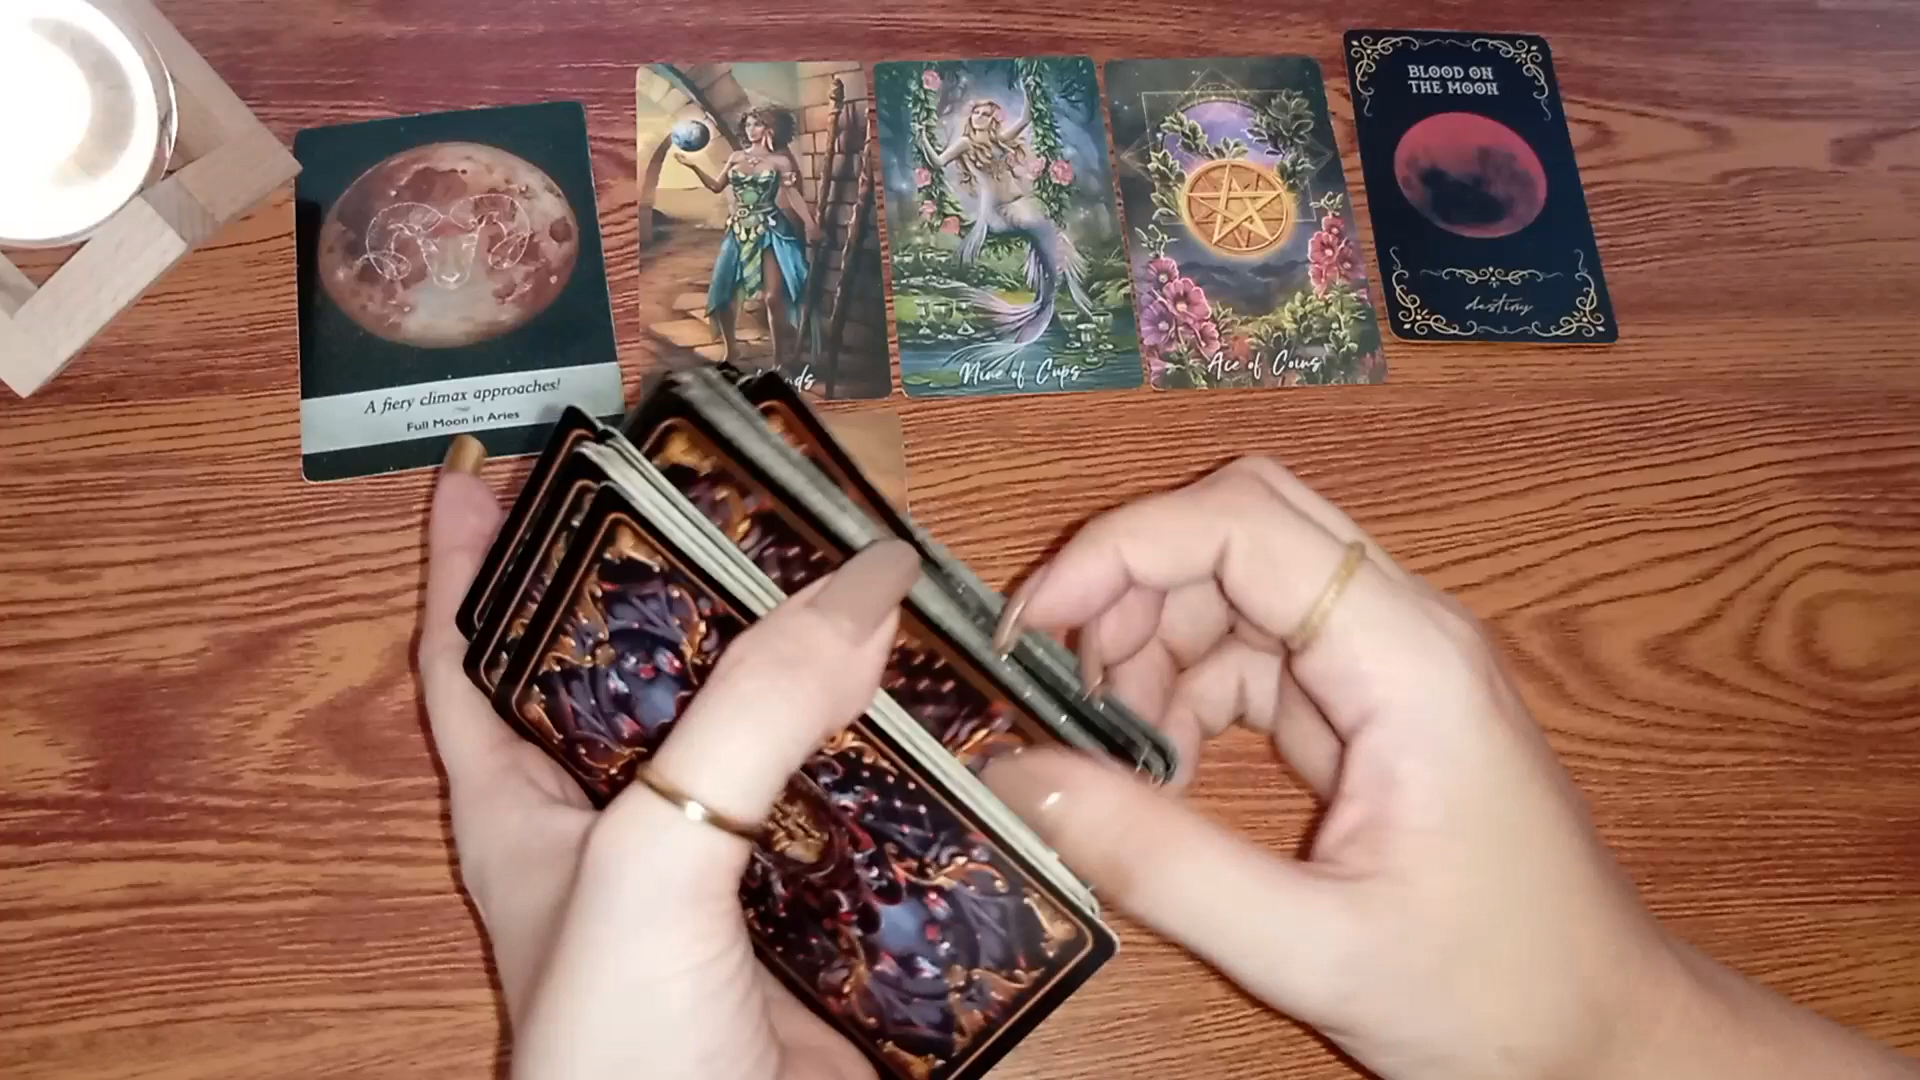 A fiery climax approaches!
Full Moon in Aries
Nine of Cups
Ace of Coins
BLOOD ON
THE MOON
destiny